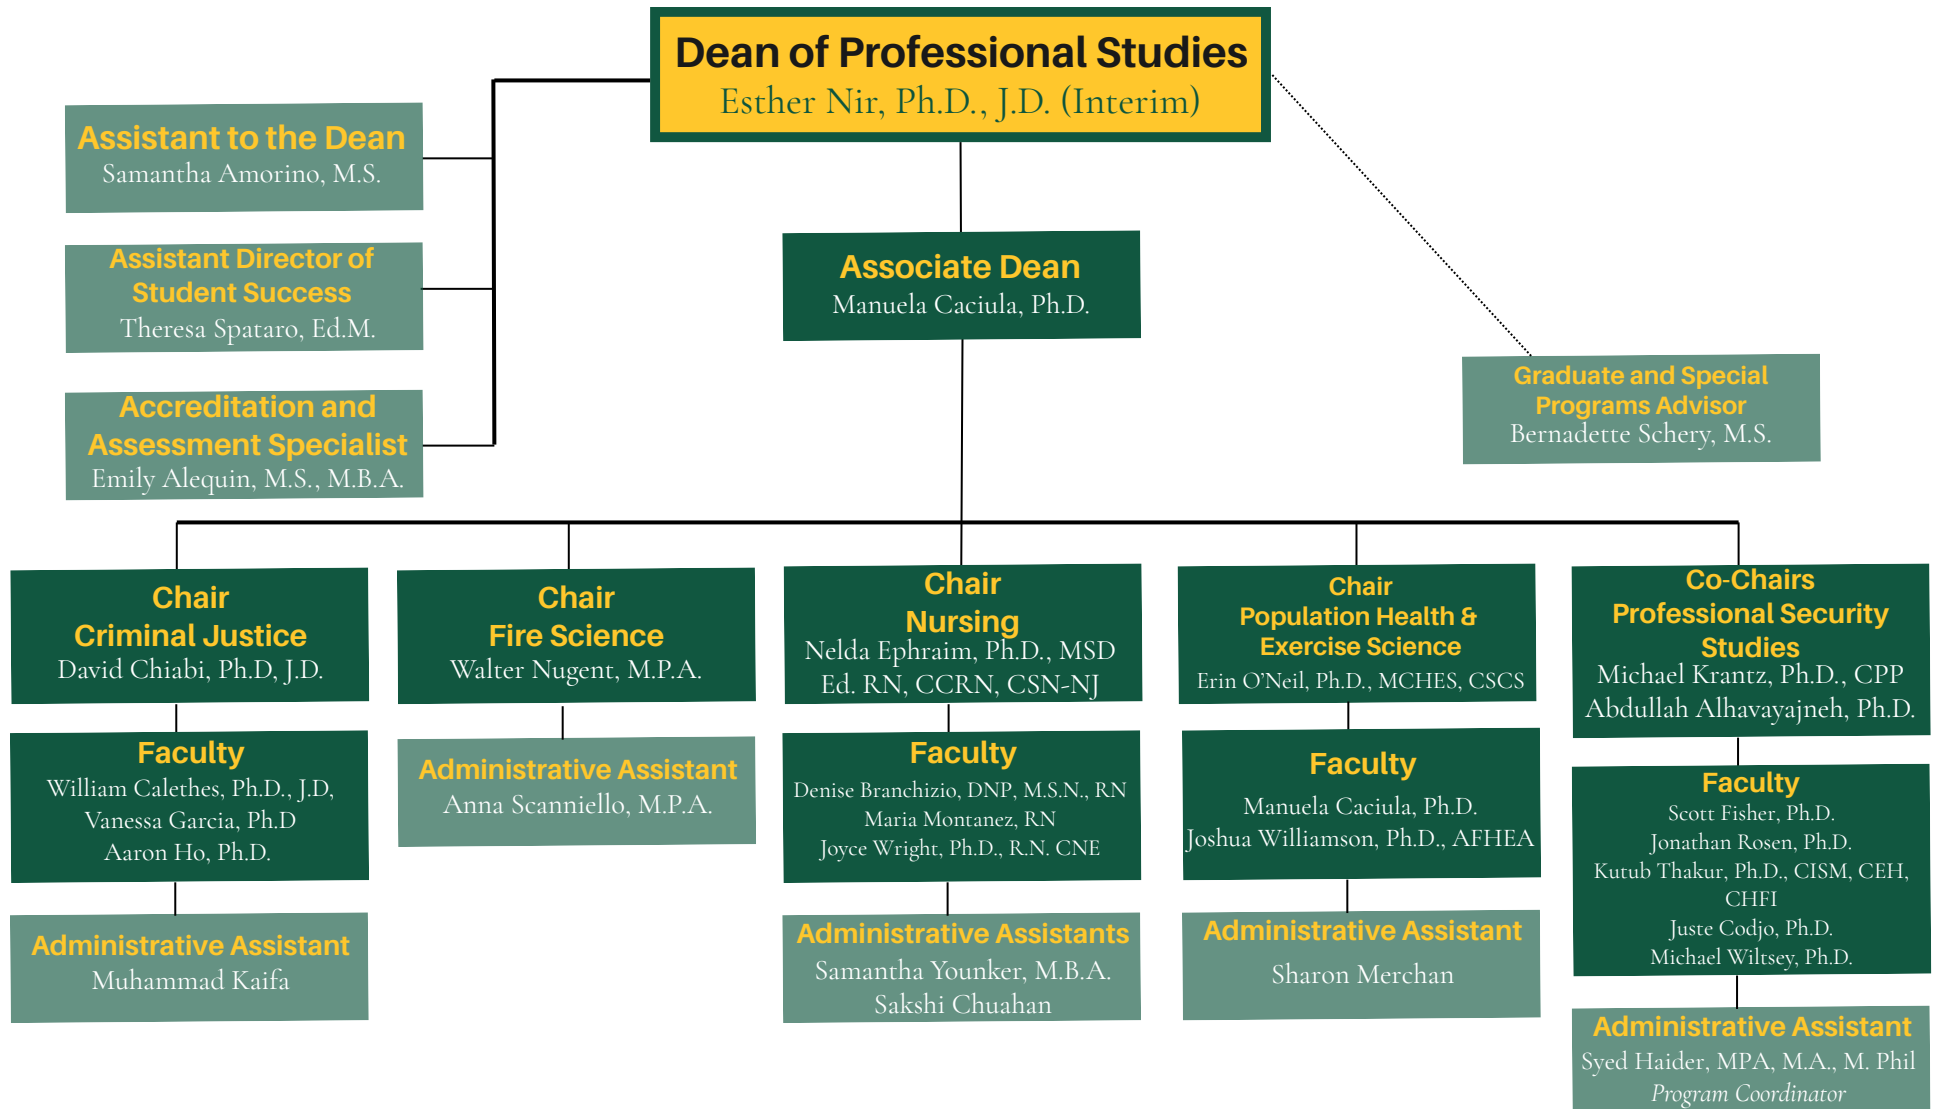 Dean of Professional Studies
Esther Nir, Ph.D., J.D. (Interim)
Assistant to the Dean
Samantha Amorino, M.S.
Assistant Director of
Student Success
Theresa Spataro, Ed.M.
Accreditation and
Assessment Specialist
Emily Alequin, M.S., M.B.A.
Associate Dean
Manuela Caciula, Ph.D.
Graduate and Special
Programs Advisor
Bernadette Schery, M.S.
Chair
Criminal Justice
David Chiabi, Ph.D, J.D.
Faculty
William Calethes, Ph.D., J.D,
Vanessa Garcia, Ph.D
Aaron Ho, Ph.D.
Administrative Assistant
Muhammad Kaifa
Chair
Fire Science
Walter Nugent, M.P.A.
Administrative Assistant
Anna Scanniello, M.P.A.
Chair
Nursing
Nelda Ephraim, Ph.D., MSD
Ed. RN, CCRN, CSN-NJ
Faculty
Denise Branchizio, DNP, M.S.N., RN
Maria Montanez, RN
Joyce Wright, Ph.D., R.N. CNE
Administrative Assistants
Samantha Younker, M.B.A.
Sakshi Chuahan
Chair
Population Health &
Exercise Science
Erin O’Neil, Ph.D., MCHES, CSCS
Faculty
Manuela Caciula, Ph.D.
Joshua Williamson, Ph.D., AFHEA
Administrative Assistant
Sharon Merchan
Co-Chairs
Professional Security
Studies
Michael Krantz, Ph.D., CPP
Abdullah Alhavayajneh, Ph.D.
Faculty
Scott Fisher, Ph.D.
Jonathan Rosen, Ph.D.
Kutub Thakur, Ph.D., CISM, CEH,
CHFI
Juste Codjo, Ph.D.
Michael Wiltsey, Ph.D.
Administrative Assistant
Syed Haider, MPA, M.A., M. Phil
Program Coordinator